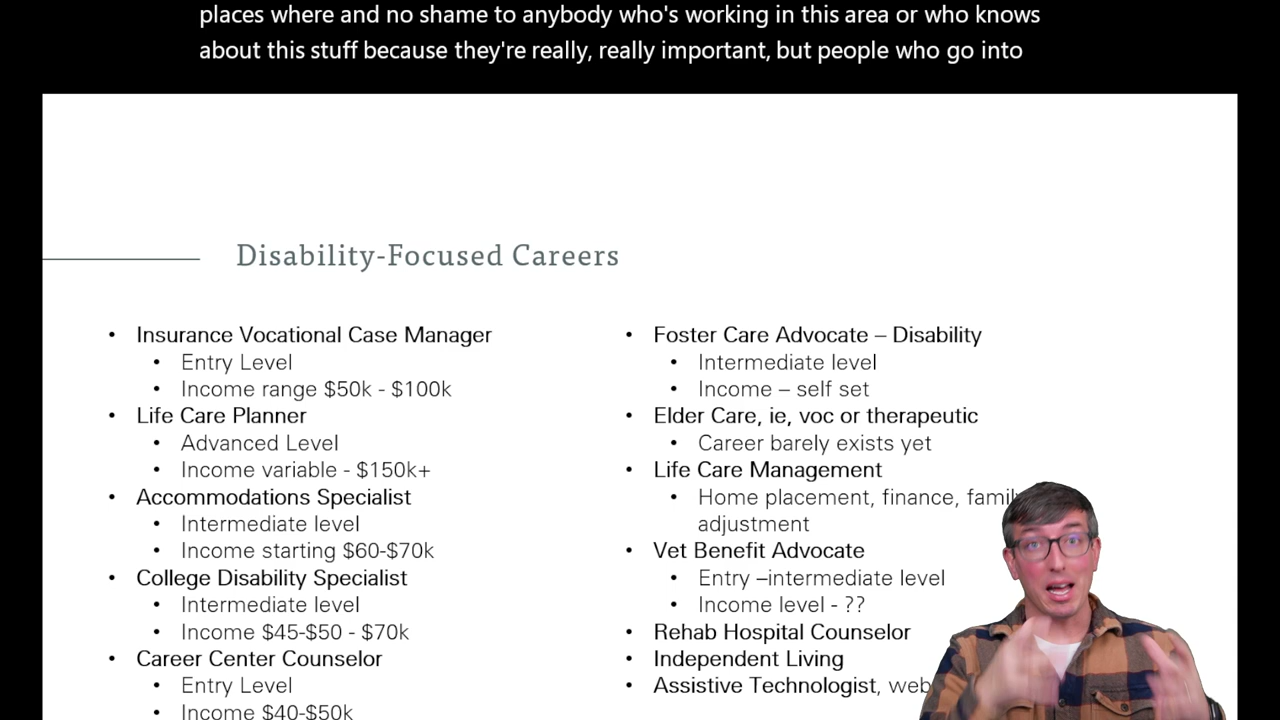 places where and no shame to anybody who's working in this area or who knows
about this stuff because they're really, really important, but people who go into
Disability-Focused Careers
• Insurance Vocational Case Manager
• Entry Level
• Income range $50k - $100k
• Life Care Planner
• Advanced Level
• Income variable - $150k+
• Accommodations Specialist
• Intermediate level
• Income starting $60-$70k
• College Disability Specialist
• Intermediate level
• Income $45-$50 - $70k
• Career Center Counselor
• Entry Level
• Income $40-$50k
• Foster Care Advocate – Disability
• Intermediate level
• Income – self set
• Elder Care, ie, voc or therapeutic
• Career barely exists yet
• Life Care Management
• Home placement, finance, family
adjustment
• Vet Benefit Advocate
• Entry –intermediate level
• Income level - ??
• Rehab Hospital Counselor
• Independent Living
• Assistive Technologist, web